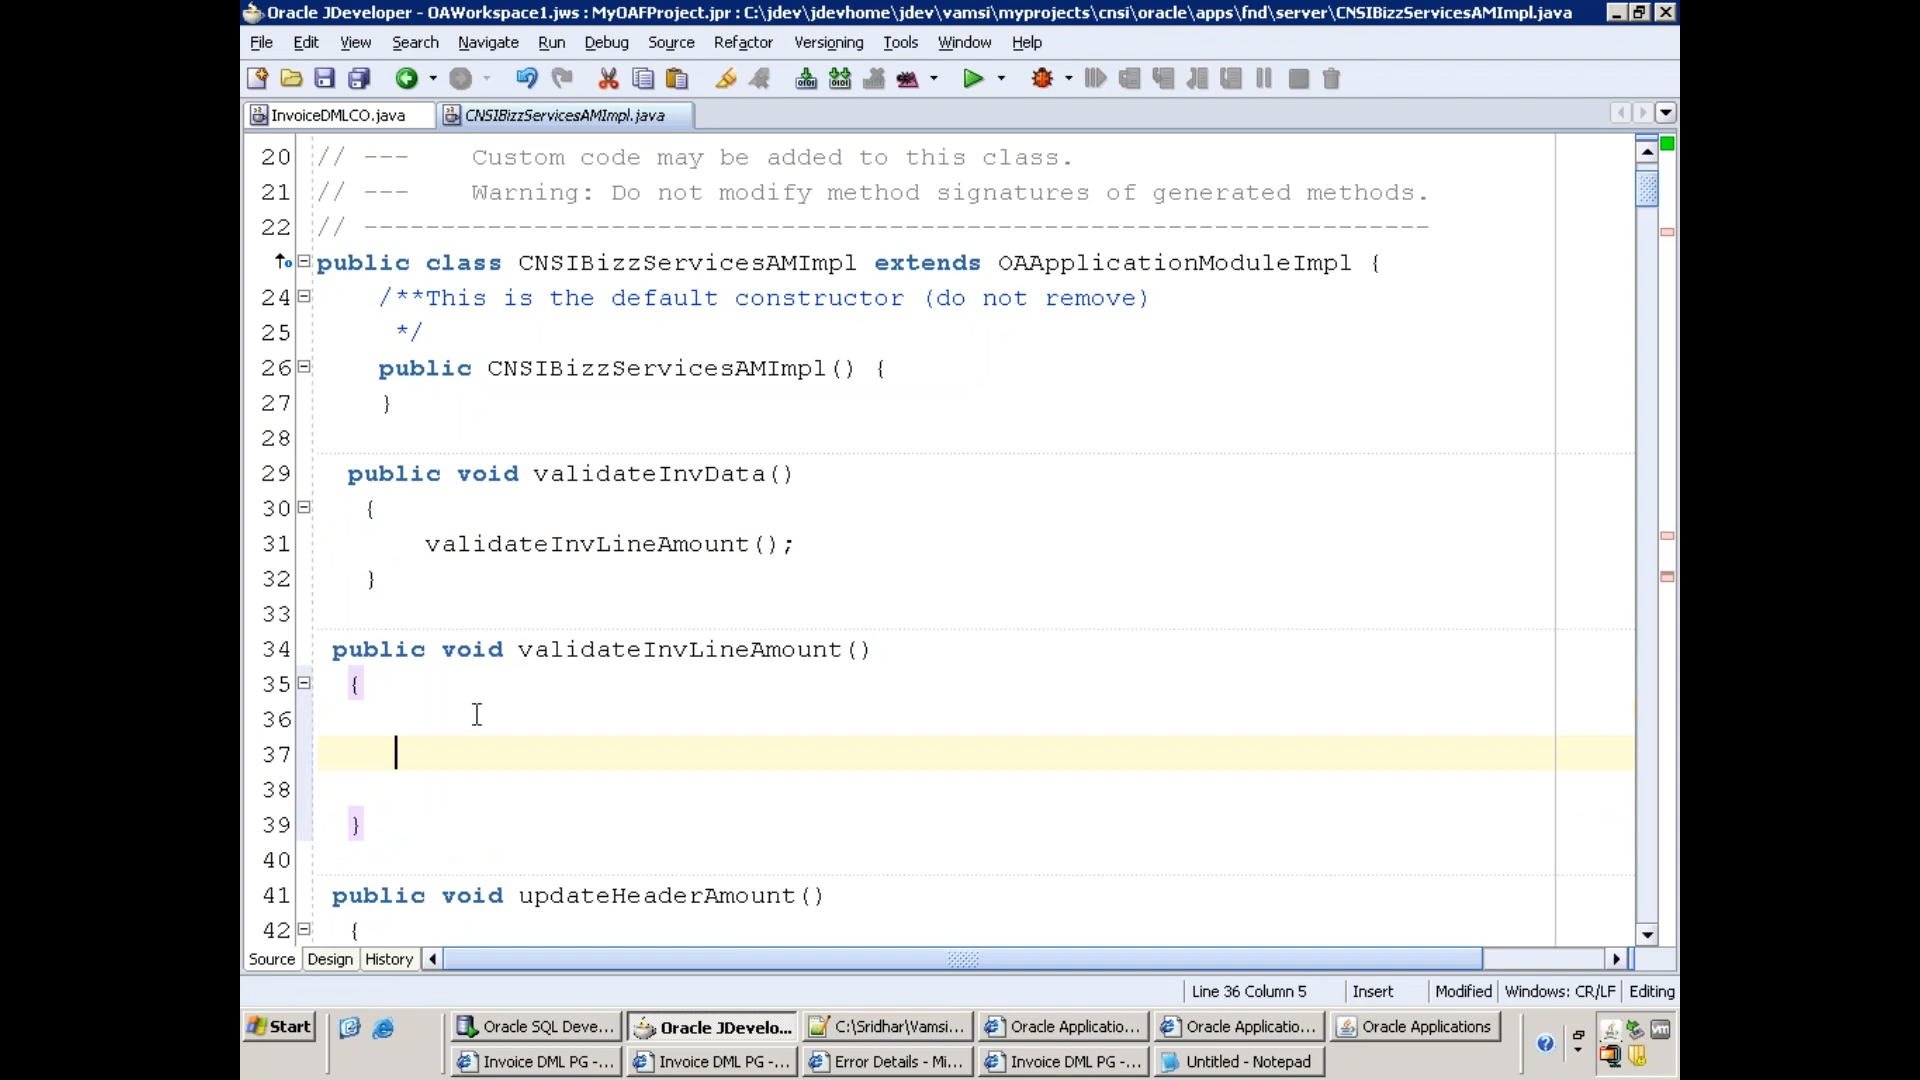 Oracle JDeveloper - OAWorkspace1.jws : MyOAFProject.jpr : C:\jdev\jdevhome\jdev\vamsi\myprojects\cnsi\oracle\apps\fnd\server\CNSIBizzServicesAMImpl.java
File Edit View Search Navigate Run Debug Source Refactor Versioning Tools Window Help
InvoiceDMLCO.java CNSIBizzServicesAMImpl.java
20 // --- Custom code may be added to this class.
21 // --- Warning: Do not modify method signatures of generated methods.
22 // ---------------------------------------------------------------------
public class CNSIBizzServicesAMImpl extends OAApplicationModuleImpl {
24 /**This is the default constructor (do not remove)
25 */
26 public CNSIBizzServicesAMImpl() {
27 }
28
29 public void validateInvData()
30 {
31 validateInvLineAmount();
32 }
33
34 public void validateInvLineAmount()
35 {
36
37
38
39 }
40
41 public void updateHeaderAmount()
42 {
Source Design History
Line 36 Column 5 Insert Modified Windows: CR/LF Editing
Start Oracle SQL Deve... Oracle JDevelo... C:\Sridhar\Vamsi... Oracle Applicatio... Oracle Applicatio... Oracle Applications
Invoice DML PG -... Invoice DML PG -... Error Details - Mi... Invoice DML PG -... Untitled - Notepad